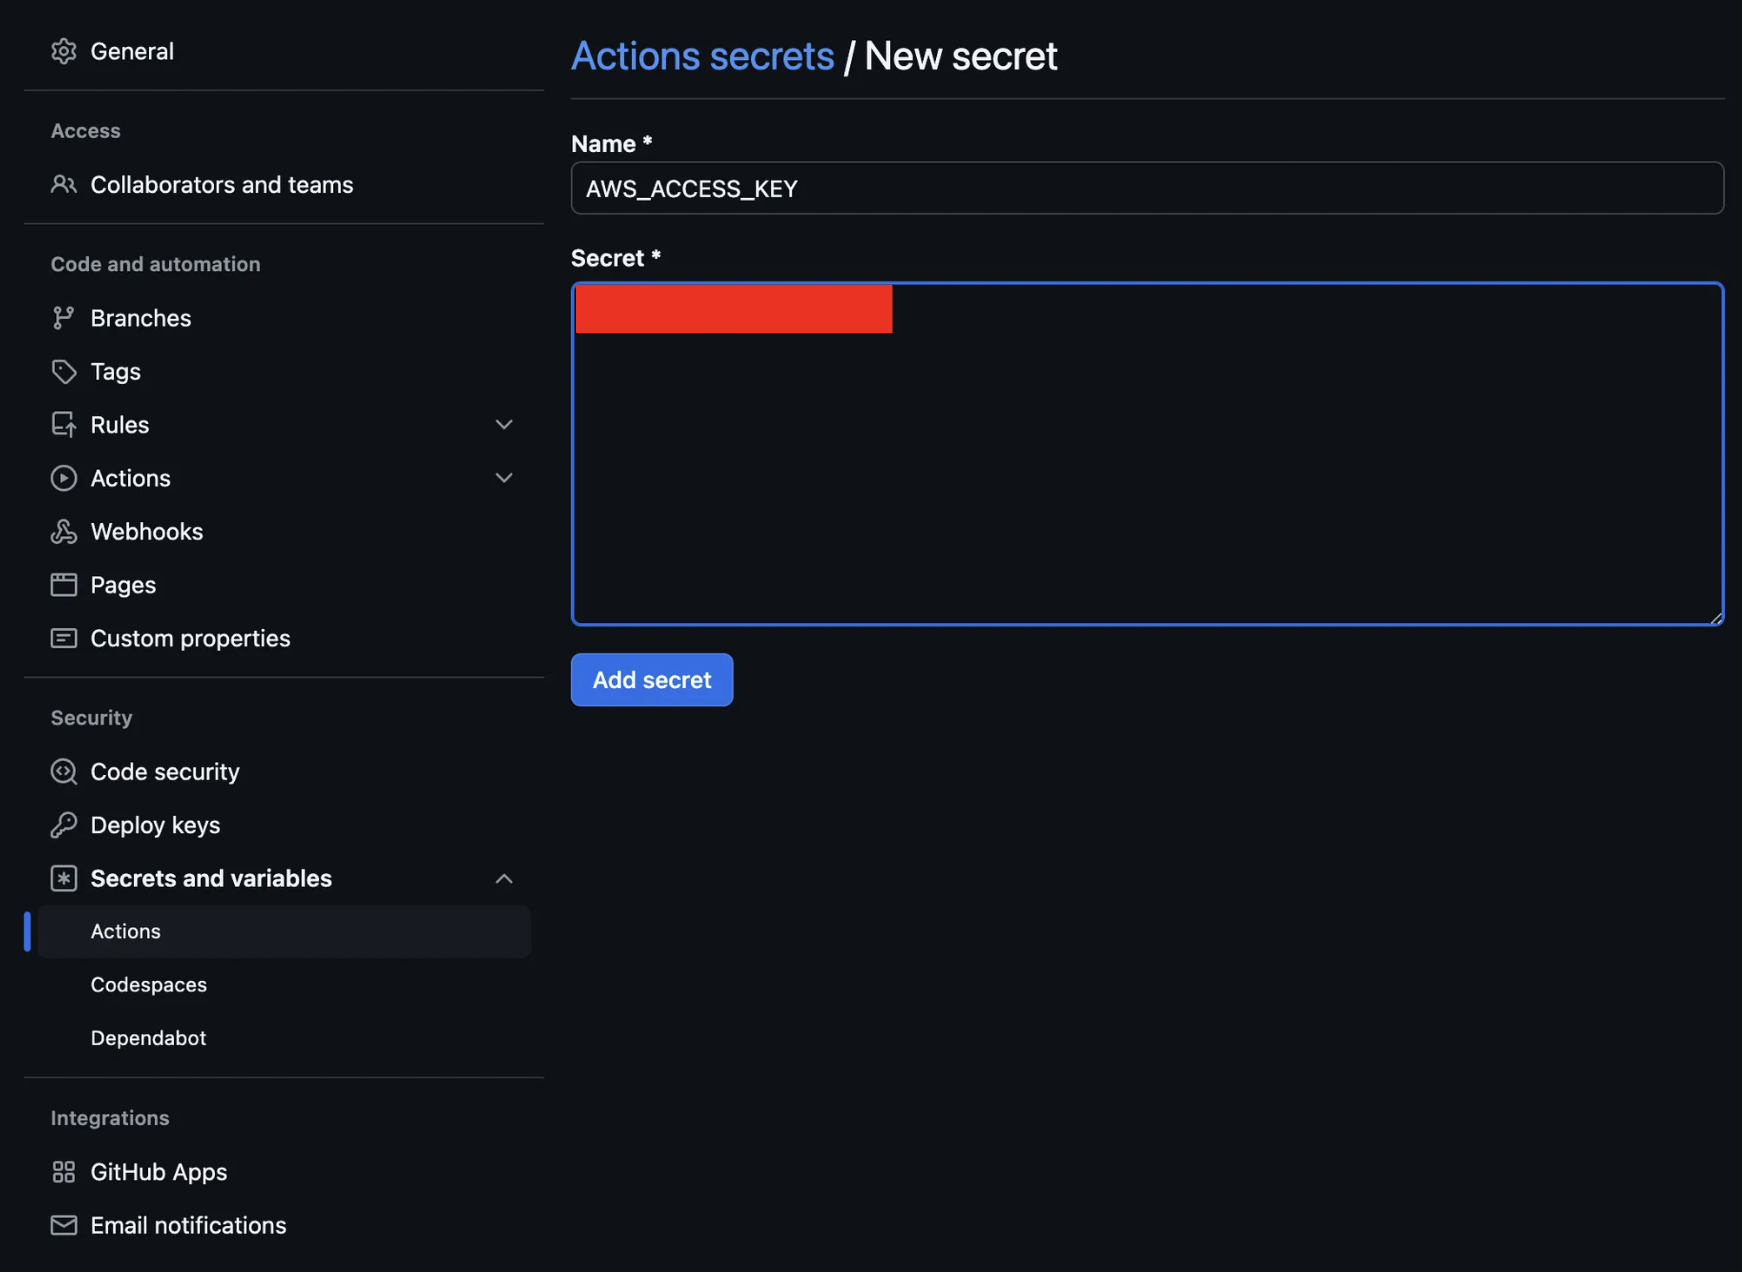 General
Access
Collaborators and teams
Code and automation
Branches
Tags
Rules
Actions
Webhooks
Pages
Custom properties
Security
Code security
Deploy keys
Secrets and variables
Actions
Codespaces
Dependabot
Integrations
GitHub Apps
Email notifications
Actions secrets / New secret
Name *
AWS_ACCESS_KEY
Secret *
Add secret